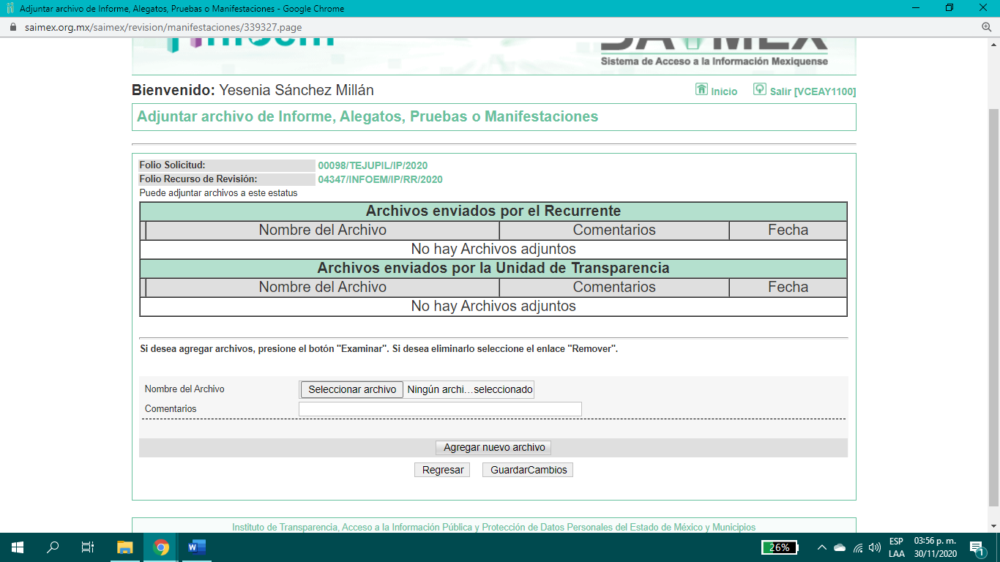 Adjuntar archivo de Informe, Alegatos, Pruebas o Manifestaciones - Google Chrome
saimex.org.mx/saimex/revision/manifestaciones/339327.page
infoem SAIMEX
Sistema de Acceso a la Información Mexiquense
Bienvenido: Yesenia Sánchez Millán Inicio Salir [VCEAY1100]
Adjuntar archivo de Informe, Alegatos, Pruebas o Manifestaciones
Folio Solicitud: 00098/TEJUPIL/IP/2020
Folio Recurso de Revisión: 04347/INFOEM/IP/RR/2020
Puede adjuntar archivos a este estatus
Archivos enviados por el Recurrente
Nombre del Archivo Comentarios Fecha
No hay Archivos adjuntos
Archivos enviados por la Unidad de Transparencia
Nombre del Archivo Comentarios Fecha
No hay Archivos adjuntos
Si desea agregar archivos, presione el botón "Examinar". Si desea eliminarlo seleccione el enlace "Remover".
Nombre del Archivo Seleccionar archivo Ningún archi…seleccionado
Comentarios
Agregar nuevo archivo
Regresar GuardarCambios
Instituto de Transparencia, Acceso a la Información Pública y Protección de Datos Personales del Estado de México y Municipios
26% ESP 03:56 p. m.
LAA 30/11/2020 1